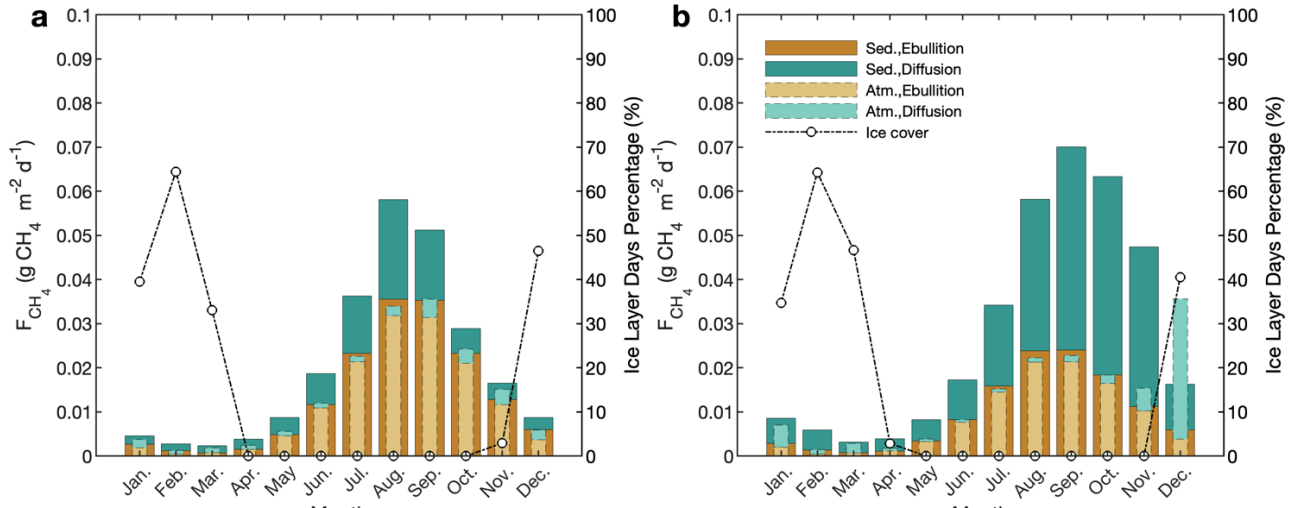 a
0.1
0.09
0.08
0.07
0.06
0.05
0.04
0.03
0.02
0.01
0
F_CH4 (g CH4 m-2 d-1)
100
90
80
70
60
50
40
30
20
10
0
Ice Layer Days Percentage (%)
Jan.
Feb.
Mar.
Apr.
May
Jun.
Jul.
Aug.
Sep.
Oct.
Nov.
Dec.
b
0.1
0.09
0.08
0.07
0.06
0.05
0.04
0.03
0.02
0.01
0
F_CH4 (g CH4 m-2 d-1)
Sed.,Ebullition
Sed.,Diffusion
Atm.,Ebullition
Atm.,Diffusion
Ice cover
100
90
80
70
60
50
40
30
20
10
0
Ice Layer Days Percentage (%)
Jan.
Feb.
Mar.
Apr.
May
Jun.
Jul.
Aug.
Sep.
Oct.
Nov.
Dec.